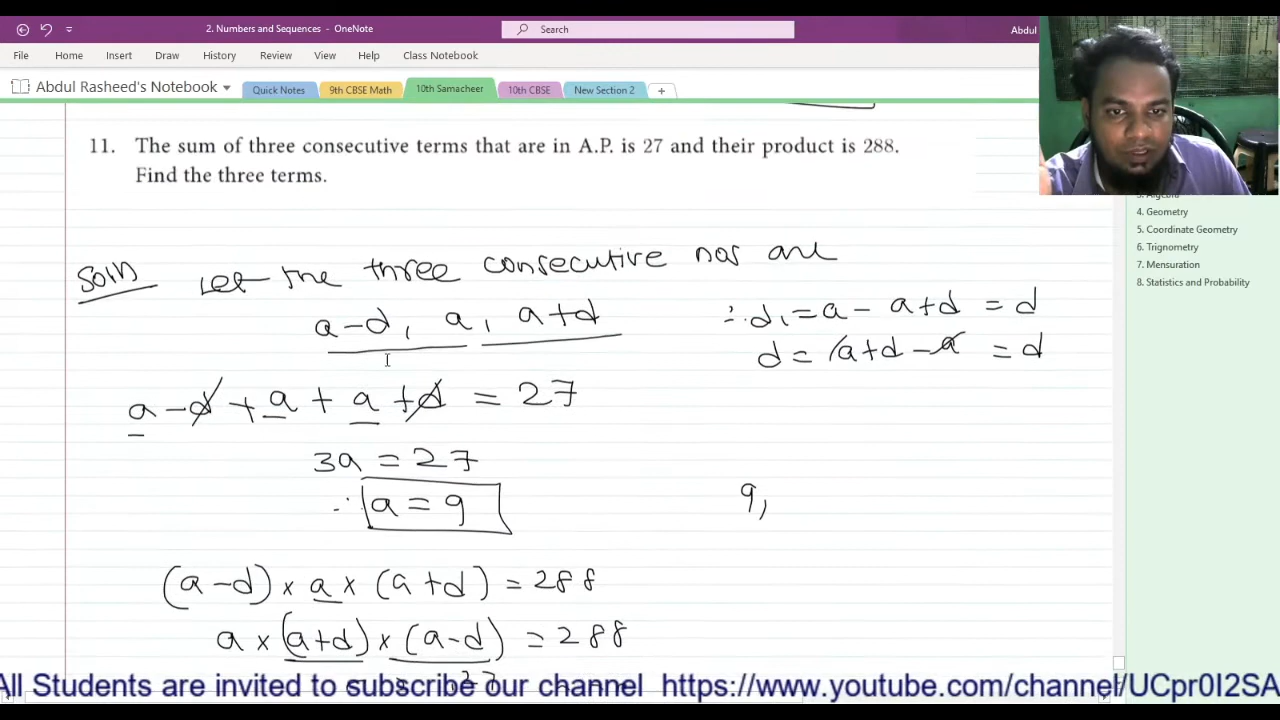 2. Numbers and Sequences - OneNote
Search
Abdul
File Home Insert Draw History Review View Help Class Notebook
Abdul Rasheed's Notebook
Quick Notes 9th CBSE Math 10th Samacheer 10th CBSE New Section 2 +
11. The sum of three consecutive terms that are in A.P. is 27 and their product is 288.
Find the three terms.
4. Geometry
5. Coordinate Geometry
6. Trignometry
7. Mensuration
8. Statistics and Probability
Soln Let the three consecutive nos are
a-d, a, a+d
∴ d, = a - a+d = d
d = a+d-a = d
a - d + a + a + d = 27
3a = 27
∴ a = 9
9,
(a-d) × a × (a+d) = 288
a × (a+d) × (a-d) = 288
All Students are invited to subscribe our channel https://www.youtube.com/channel/UCpr0I2SA